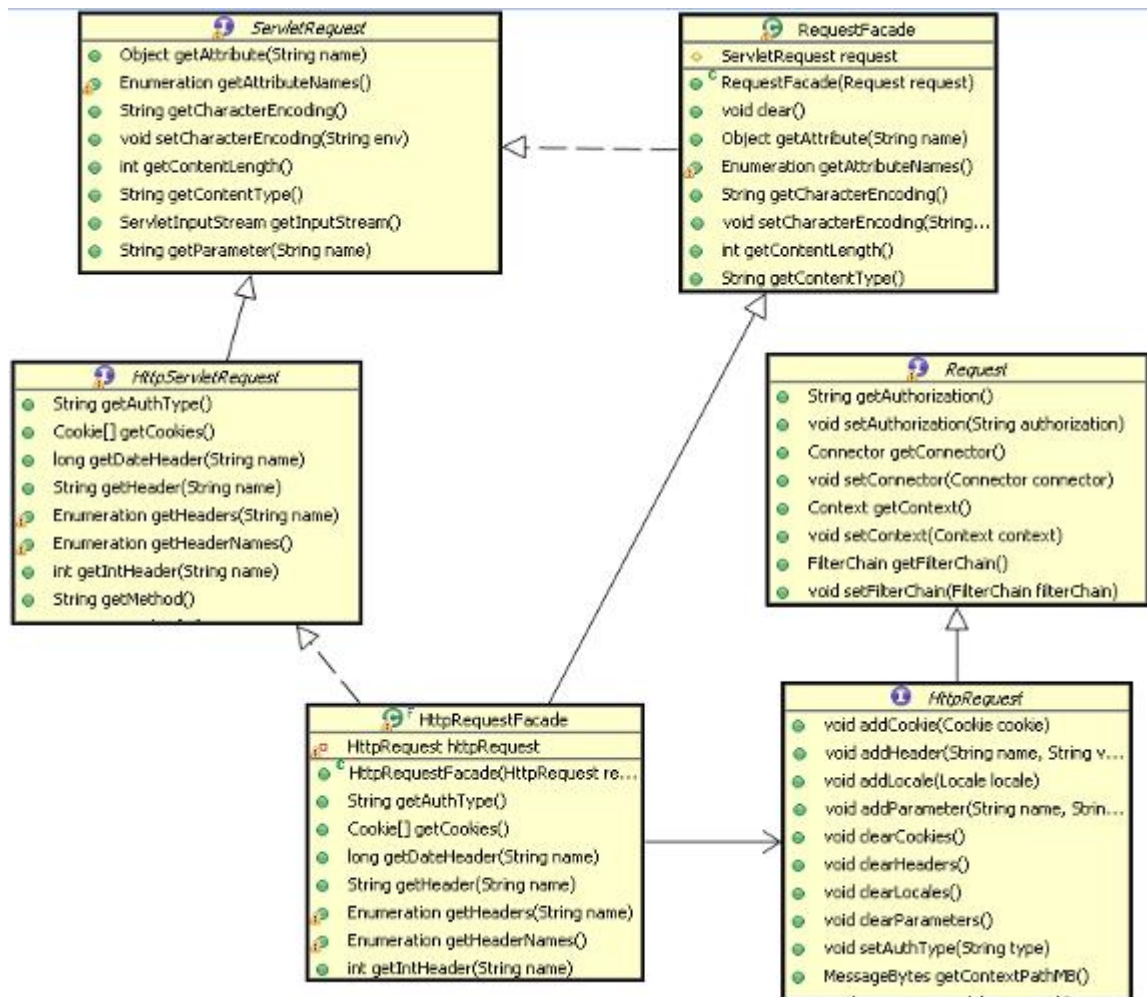 ServletRequest
Object getAttribute(String name)
Enumeration getAttributeNames()
String getCharacterEncoding()
void setCharacterEncoding(String env)
int getContentLength()
String getContentType()
ServletInputStream getInputStream()
String getParameter(String name)
RequestFacade
ServletRequest request
RequestFacade(Request request)
void clear()
Object getAttribute(String name)
Enumeration getAttributeNames()
String getCharacterEncoding()
void setCharacterEncoding(String...
int getContentLength()
String getContentType()
HttpServletRequest
String getAuthType()
Cookie[] getCookies()
long getDateHeader(String name)
String getHeader(String name)
Enumeration getHeaders(String name)
Enumeration getHeaderNames()
int getIntHeader(String name)
String getMethod()
Request
String getAuthorization()
void setAuthorization(String authorization)
Connector getConnector()
void setConnector(Connector connector)
Context getContext()
void setContext(Context context)
FilterChain getFilterChain()
void setFilterChain(FilterChain filterChain)
HttpRequestFacade
HttpRequest httpRequest
HttpRequestFacade(HttpRequest re...
String getAuthType()
Cookie[] getCookies()
long getDateHeader(String name)
String getHeader(String name)
Enumeration getHeaders(String name)
Enumeration getHeaderNames()
int getIntHeader(String name)
HttpRequest
void addCookie(Cookie cookie)
void addHeader(String name, String v...
void addLocale(Locale locale)
void addParameter(String name, Strin...
void clearCookies()
void clearHeaders()
void clearLocales()
void clearParameters()
void setAuthType(String type)
MessageBytes getContextPathMB()